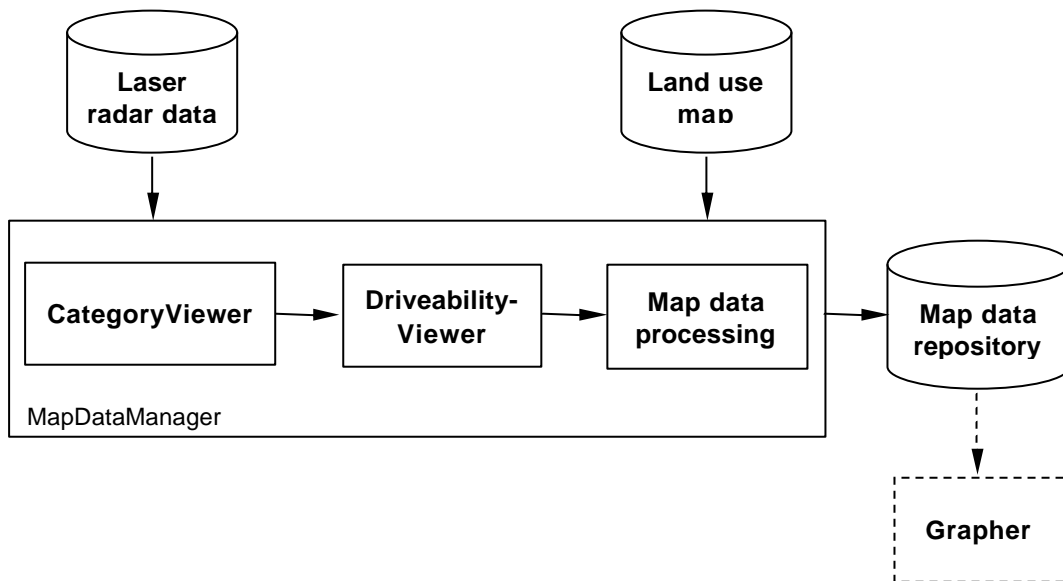 Laser
radar data
Land use
map
CategoryViewer
Driveability-
Viewer
Map data
processing
MapDataManager
Map data
repository
Grapher